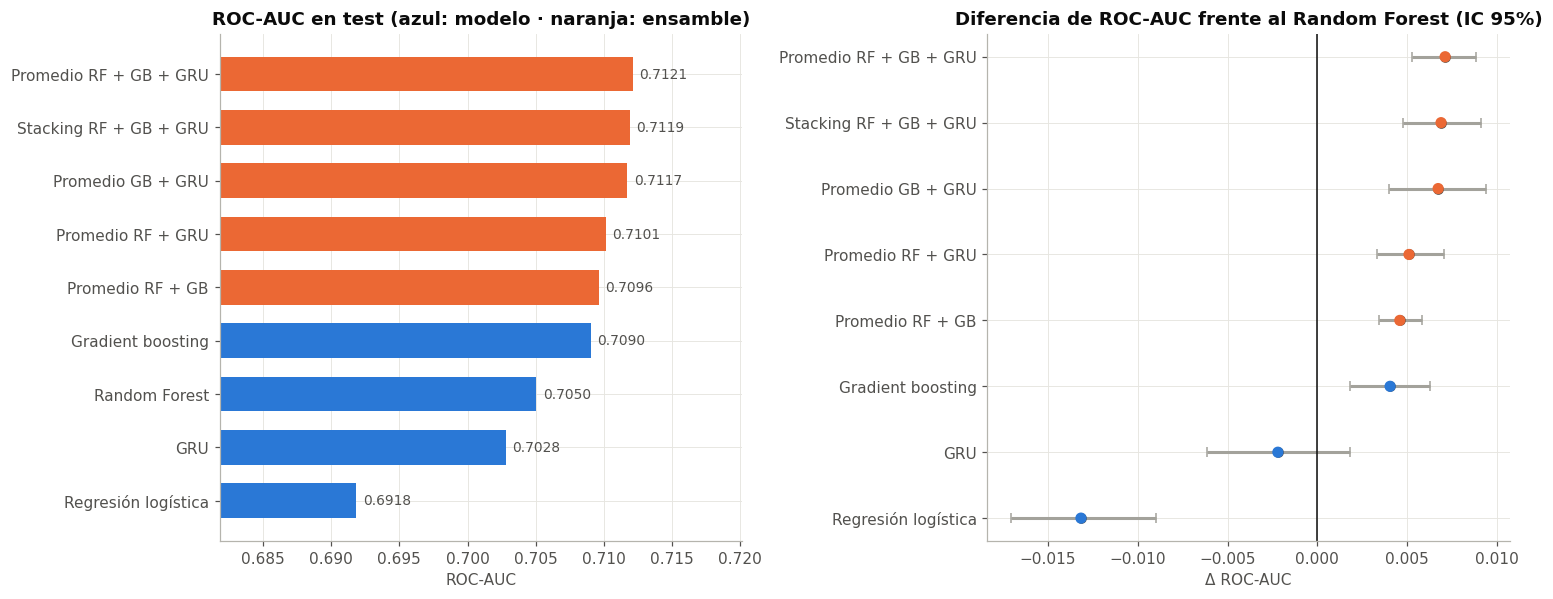 ROC-AUC en test (azul: modelo · naranja: ensamble)
Promedio RF + GB + GRU
0.7121
Stacking RF + GB + GRU
0.7119
Promedio GB + GRU
0.7117
Promedio RF + GRU
0.7101
Promedio RF + GB
0.7096
Gradient boosting
0.7090
Random Forest
0.7050
GRU
0.7028
Regresión logística
0.6918
0.685 0.690 0.695 0.700 0.705 0.710 0.715 0.720
ROC-AUC
Diferencia de ROC-AUC frente al Random Forest (IC 95%)
Promedio RF + GB + GRU
Stacking RF + GB + GRU
Promedio GB + GRU
Promedio RF + GRU
Promedio RF + GB
Gradient boosting
GRU
Regresión logística
−0.015 −0.010 −0.005 0.000 0.005 0.010
Δ ROC-AUC